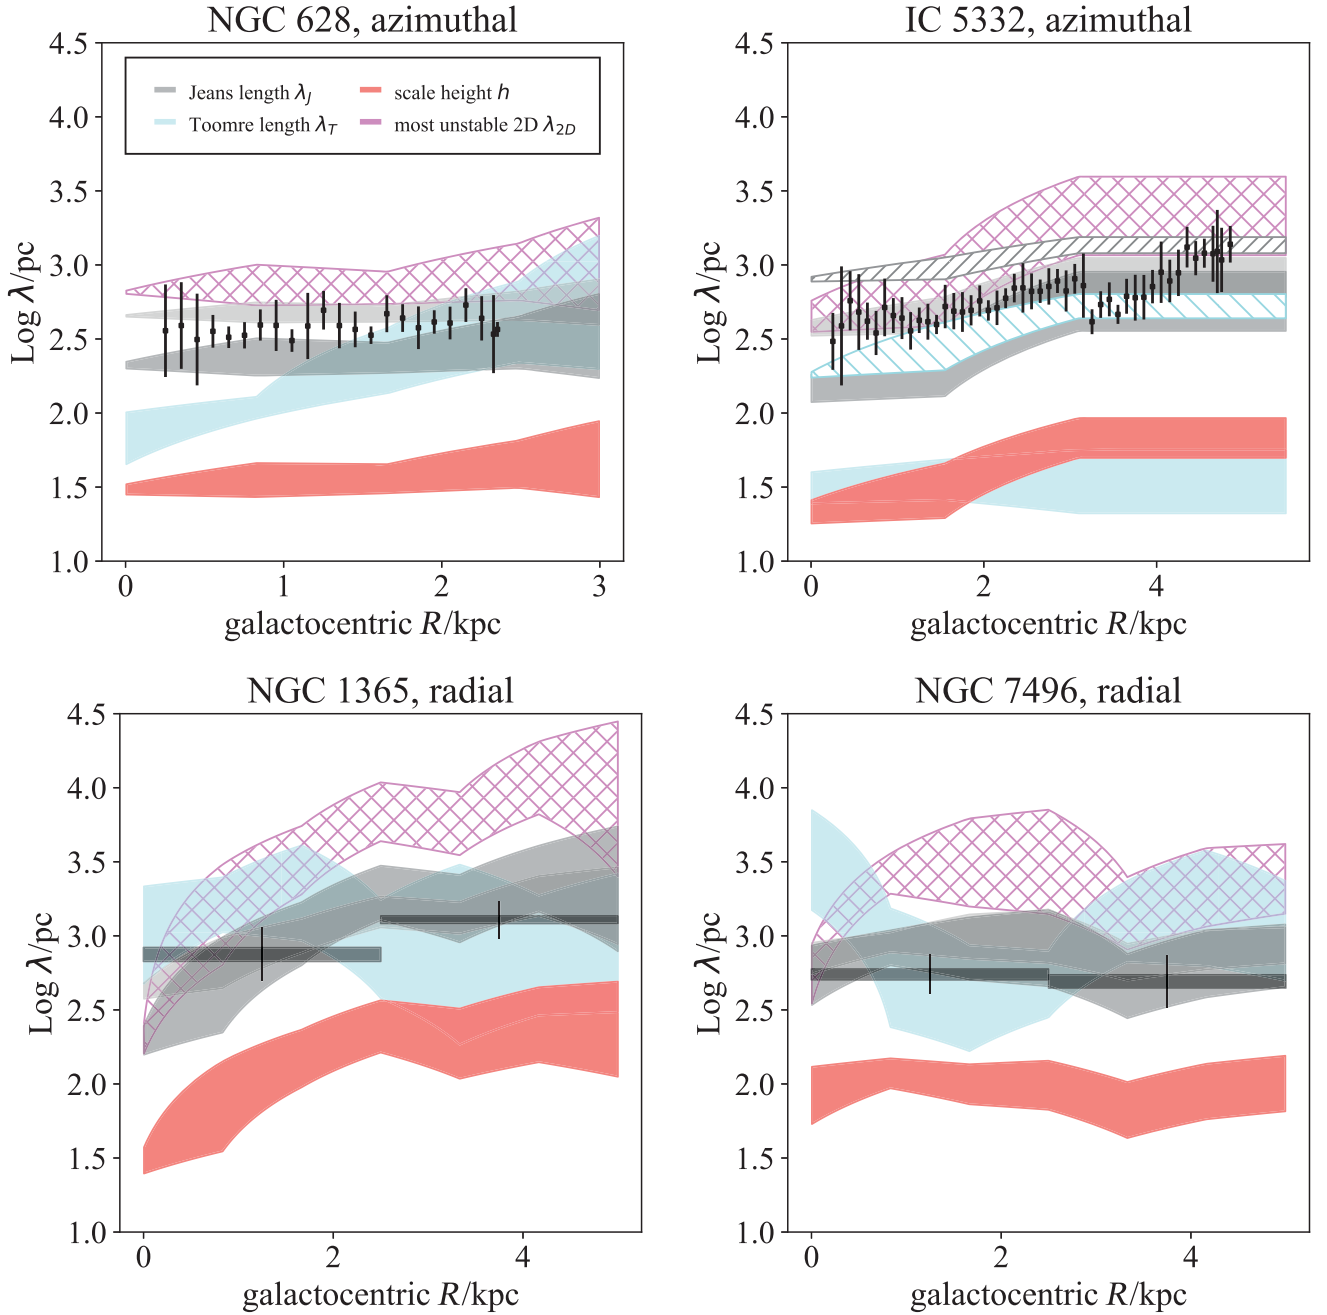 NGC 628, azimuthal
4.5
4.0
3.5
3.0
2.5
2.0
1.5
1.0
Log λ/pc
Jeans length λ_J
Toomre length λ_T
scale height h
most unstable 2D λ_2D
0 1 2 3
galactocentric R/kpc
IC 5332, azimuthal
4.5
4.0
3.5
3.0
2.5
2.0
1.5
1.0
Log λ/pc
0 2 4
galactocentric R/kpc
NGC 1365, radial
4.5
4.0
3.5
3.0
2.5
2.0
1.5
1.0
Log λ/pc
0 2 4
galactocentric R/kpc
NGC 7496, radial
4.5
4.0
3.5
3.0
2.5
2.0
1.5
1.0
Log λ/pc
0 2 4
galactocentric R/kpc